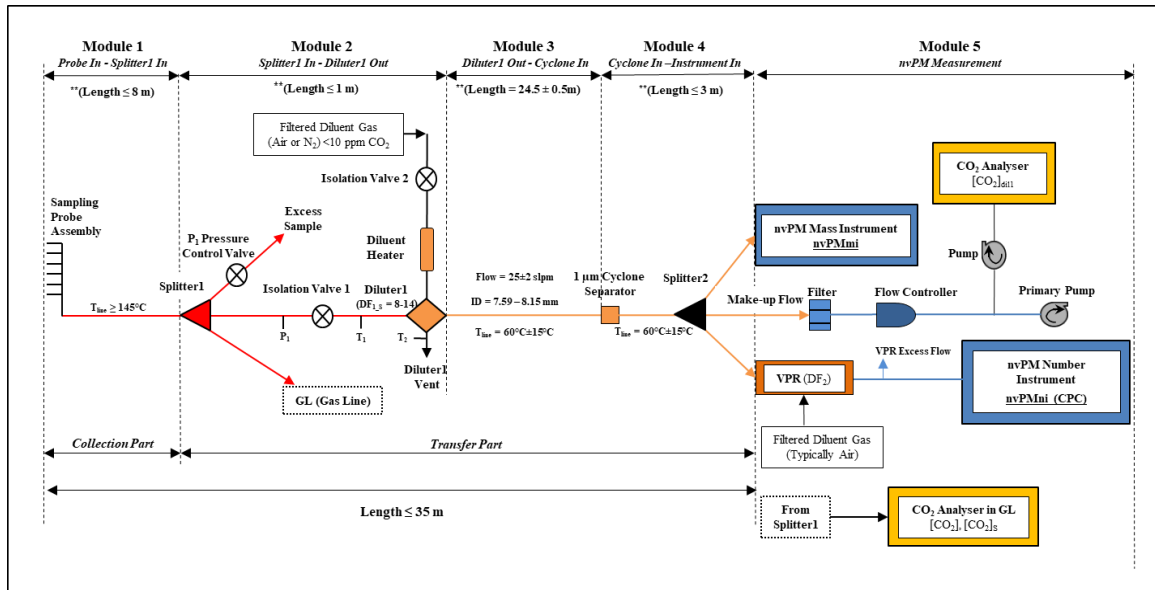 Module 1
Probe In - Splitter1 In
**(Length ≤ 8 m)
Module 2
Splitter1 In - Diluter1 Out
**(Length ≤ 1 m)
Module 3
Diluter1 Out - Cyclone In
**(Length = 24.5 ± 0.5m)
Module 4
Cyclone In –Instrument In
**(Length ≤ 3 m)
Module 5
nvPM Measurement
Filtered Diluent Gas
(Air or N2) <10 ppm CO2
Isolation Valve 2
CO2 Analyser
[CO2]dil1
Sampling
Probe
Assembly
Excess
Sample
P1 Pressure
Control Valve
Diluent
Heater
nvPM Mass Instrument
nvPMmi
Pump
Splitter1
Isolation Valve 1
Diluter1
(DF1_S = 8-14)
Flow = 25±2 slpm
ID = 7.59 – 8.15 mm
1 µm Cyclone
Separator
Splitter2
Make-up Flow
Filter
Flow Controller
Primary Pump
Tline ≥ 145°C
P1
T1
T2
Tline = 60°C±15°C
Tline = 60°C±15°C
Diluter1
Vent
GL (Gas Line)
VPR (DF2)
VPR Excess Flow
nvPM Number
Instrument
nvPMni (CPC)
Filtered Diluent Gas
(Typically Air)
Collection Part
Transfer Part
Length ≤ 35 m
From
Splitter1
CO2 Analyser in GL
[CO2], [CO2]S